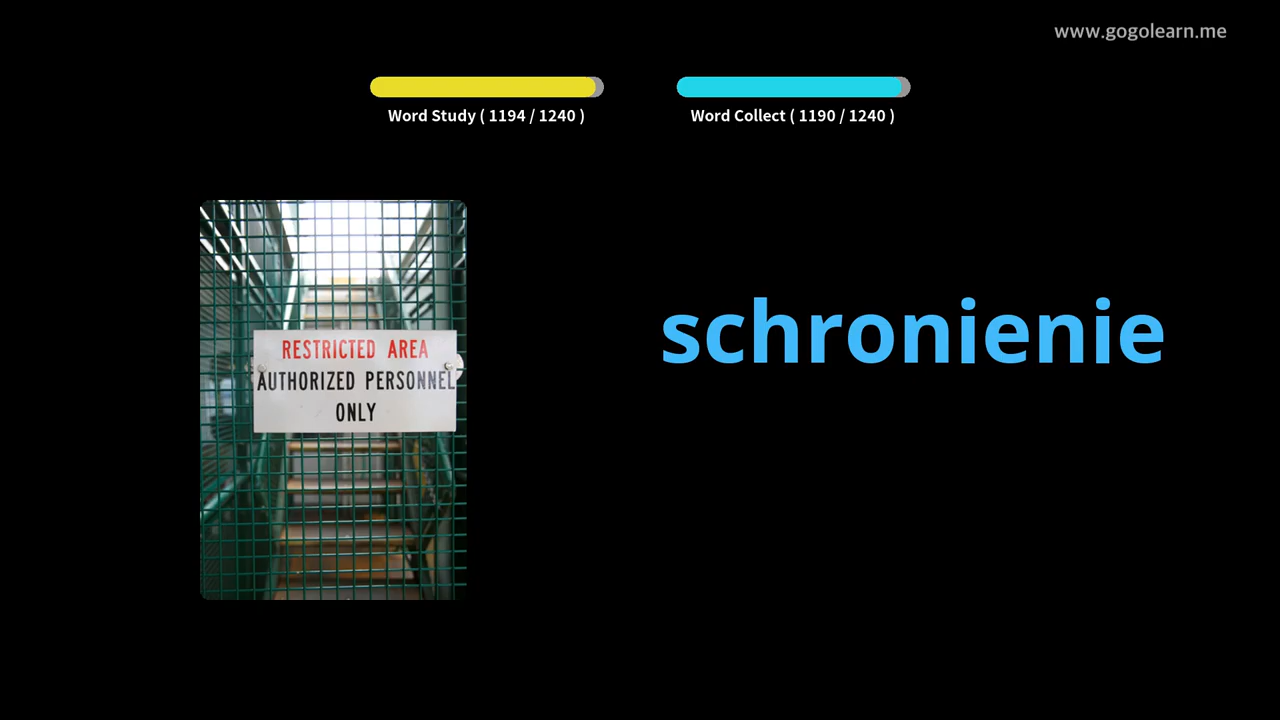 www.gogolearn.me
Word Study ( 1194 / 1240 )
Word Collect ( 1190 / 1240 )
RESTRICTED AREA
AUTHORIZED PERSONNEL
ONLY
schronienie